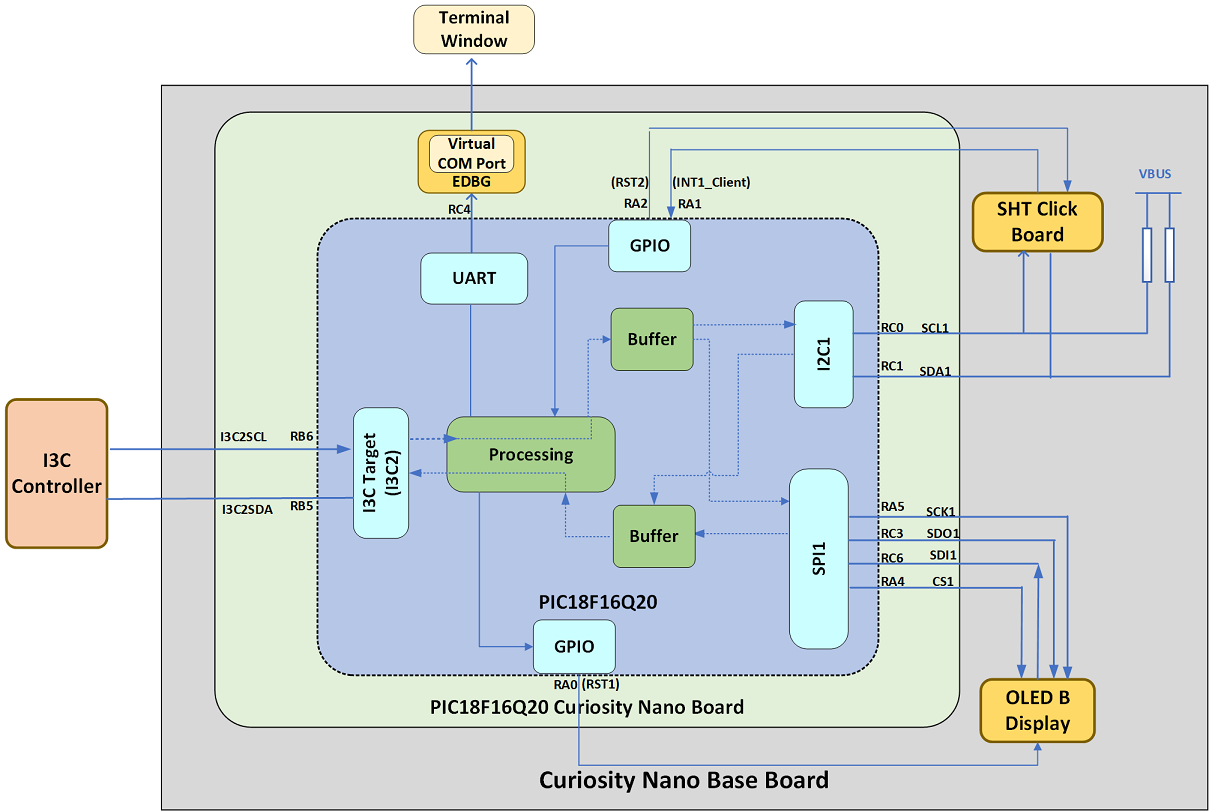 Terminal
Window
Virtual
COM Port
EDBG
RC4
(RST2)
(INT1_Client)
RA2
RA1
VBUS
SHT Click
Board
GPIO
UART
Buffer
I2C1
RC0
SCL1
RC1
SDA1
I3C
Controller
I3C2SCL
RB6
I3C2SDA
RB5
I3C Target
(I3C2)
Processing
Buffer
SPI1
RA5
SCK1
RC3
SDO1
RC6
SDI1
RA4
CS1
PIC18F16Q20
GPIO
RA0 (RST1)
PIC18F16Q20 Curiosity Nano Board
OLED B
Display
Curiosity Nano Base Board